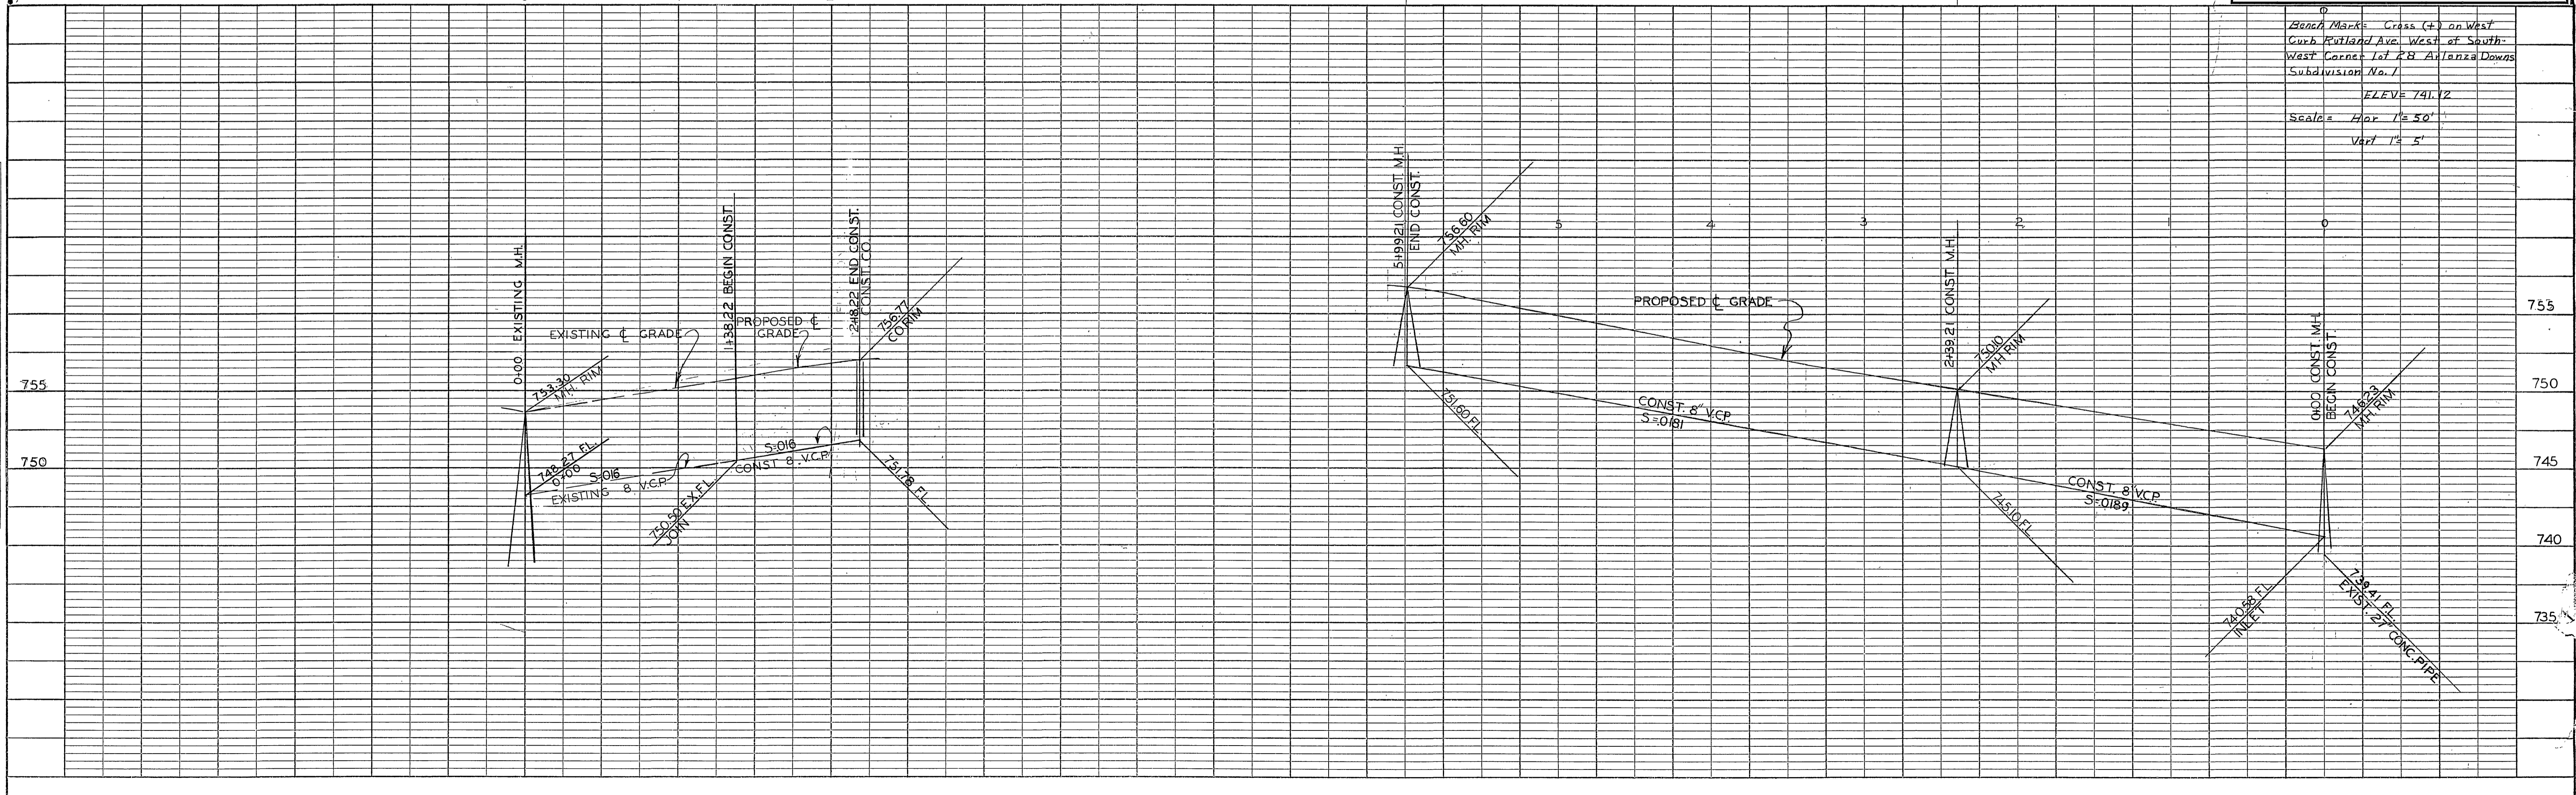 Bench Mark= Cross (+) on West
Curb Rutland Ave. West of South-
West Corner Lot 28 Arlanza Downs
Subdivision No. 1
ELEV= 741.12
Scale= Hor 1"= 50'
Vert 1"= 5'
755
750
0+00 EXISTING M.H.
753.30
MH. RIM
748.27 F.L.
0+00
EXISTING ℄ GRADE
S=.016
EXISTING 8" V.C.P.
1+38.22 BEGIN CONST.
750.50 EX. F.L.
JOIN
PROPOSED ℄
GRADE
S=.016
CONST 8" V.C.P.
2+18.22 END CONST.
CONST. CO.
756.77
CO RIM
751.78 FL.
5+99.21 CONST. M.H.
END CONST.
756.60
MH. RIM
751.60 FL.
5
4
3
2
1
0
PROPOSED ℄ GRADE
CONST. 8" V.C.P.
S=.0181
2+39.21 CONST. M.H.
750.10
MH RIM
745.10 FL.
CONST. 8" V.C.P.
S=.0189
0+00 CONST. M.H.
BEGIN CONST.
746.23
M.H. RIM
740.58 FL.
INLET
739.41 FL.
EXIST. 27" CONC. PIPE
755
750
745
740
735